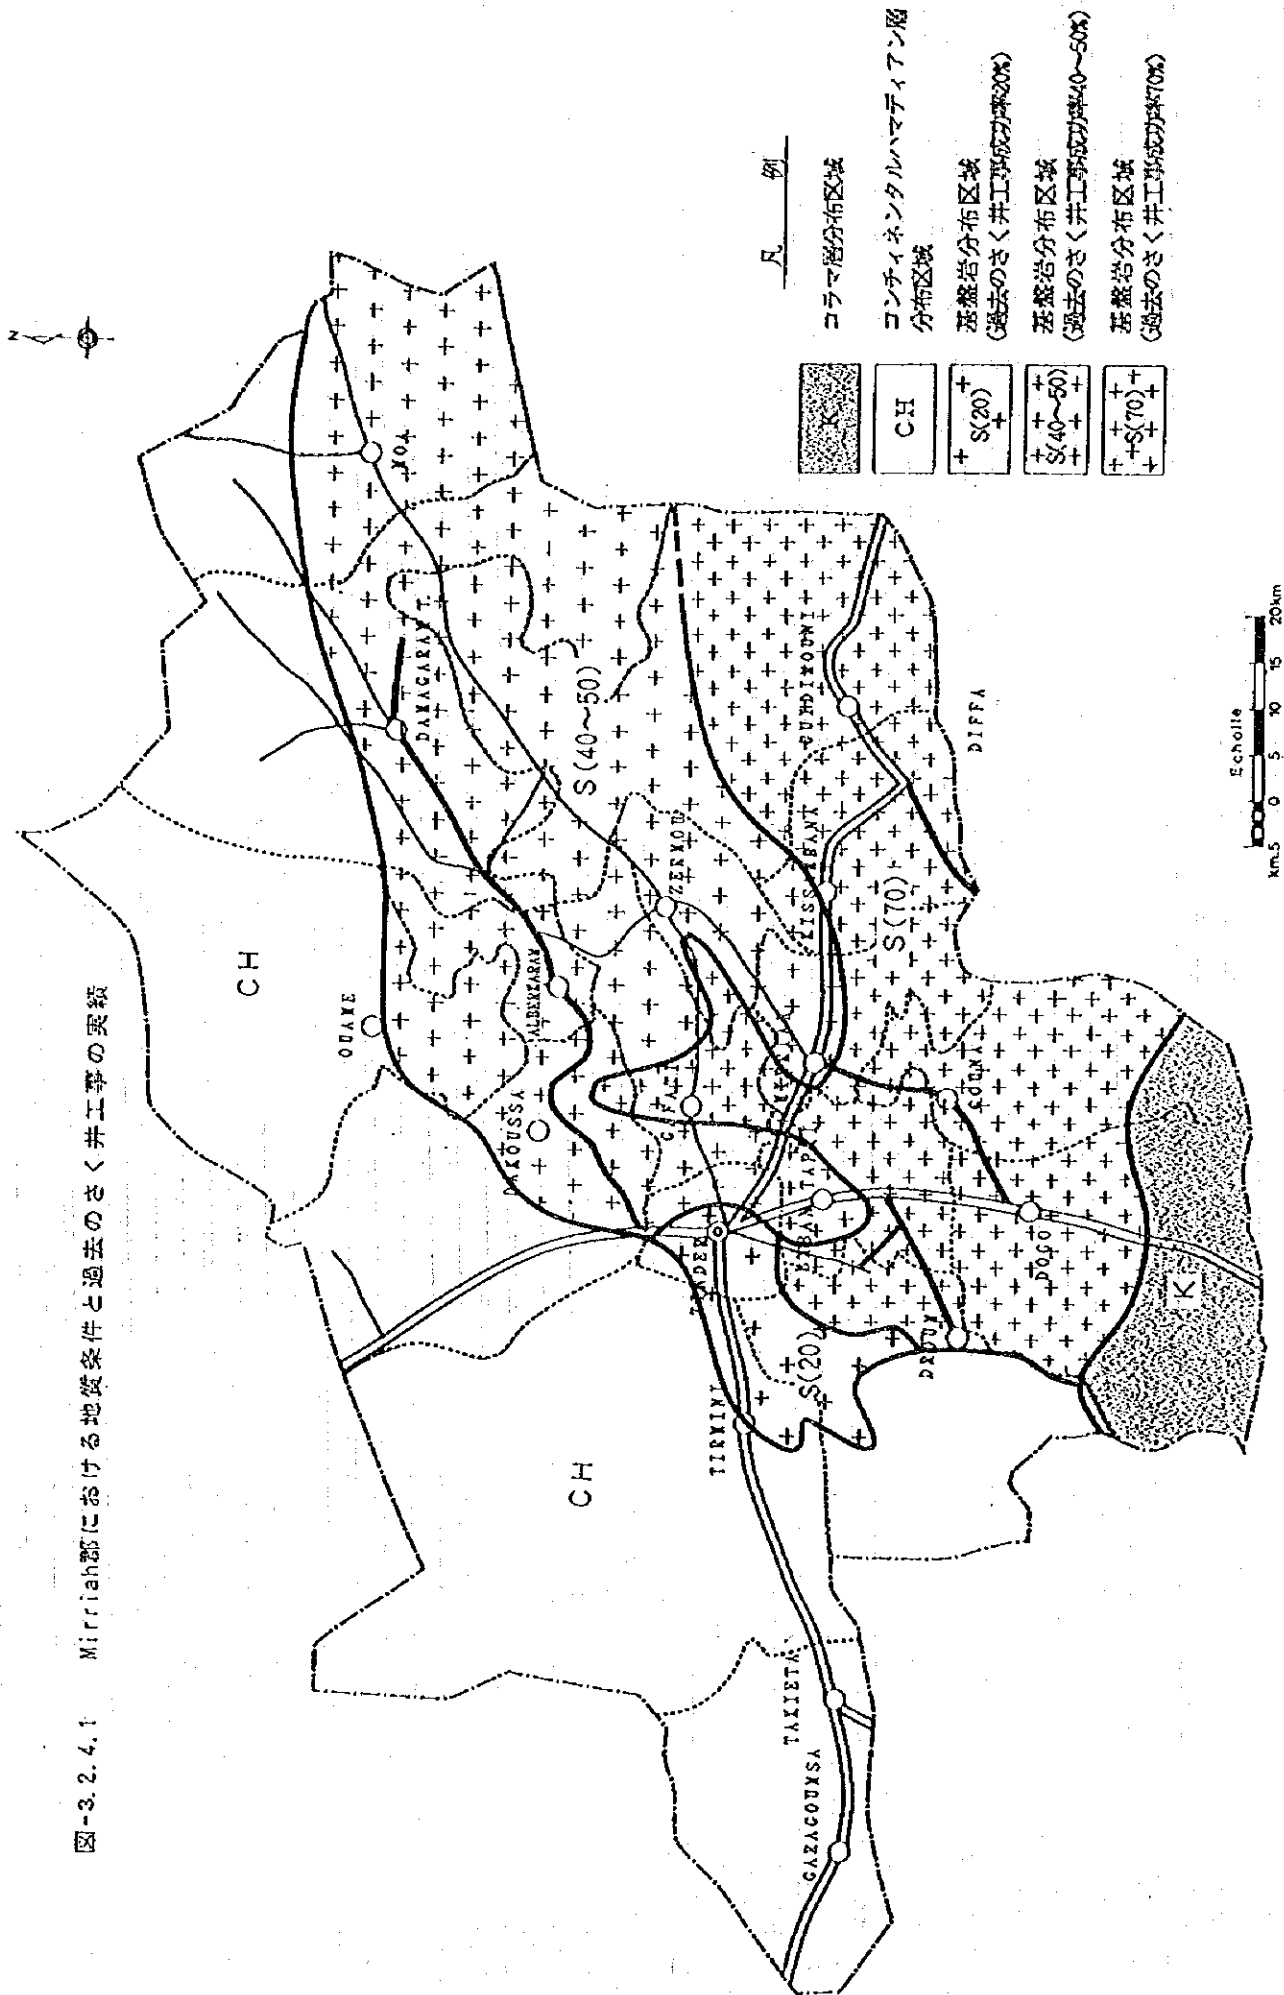 図-3.2.4.1 Mirriah郡における地質条件と過去のさく井工事の実績
N
CH
OUAME
CH
DAKOUSSA
ALBERKARAM
DAMAGARAM T.
MOA
S(40~50)
ZERMOU
TIRMINI
S(20)
GUIDIMOUNI
S(70)
GOUNA
DROUM
DOGO
K
DIFFA
TAKIETA
GAZAGOUMSA
凡 例
K
コラマ層分布区域
CH
コンティネンタルハマディアン層
分布区域
S(20)
基盤岩分布区域
(過去のさく井工事成功率20%)
S(40~50)
基盤岩分布区域
(過去のさく井工事成功率40~50%)
S(70)
基盤岩分布区域
(過去のさく井工事成功率70%)
Echolle
km.5 0 5 10 15 20km